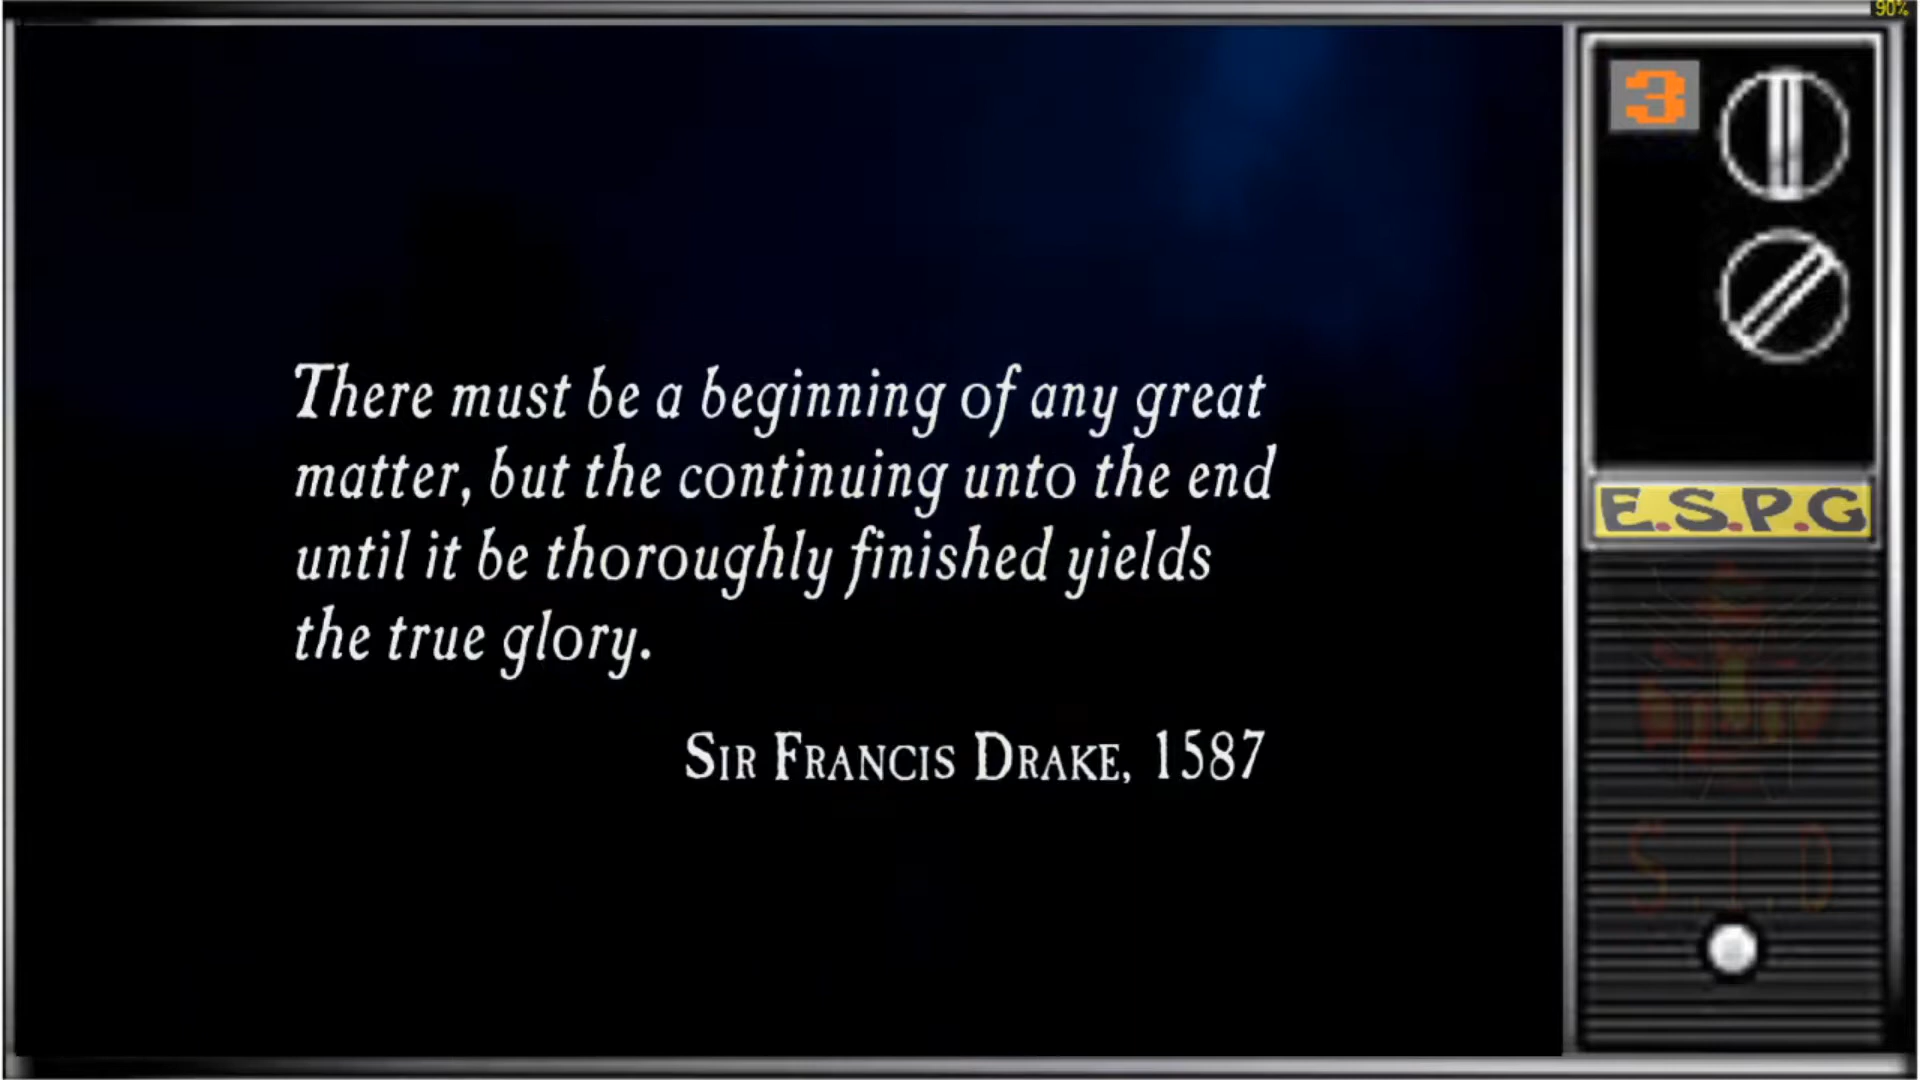 90%
3
There must be a beginning of any great
matter, but the continuing unto the end
until it be thoroughly finished yields
the true glory.
Sir Francis Drake, 1587
E.S.P.G
S.I.D